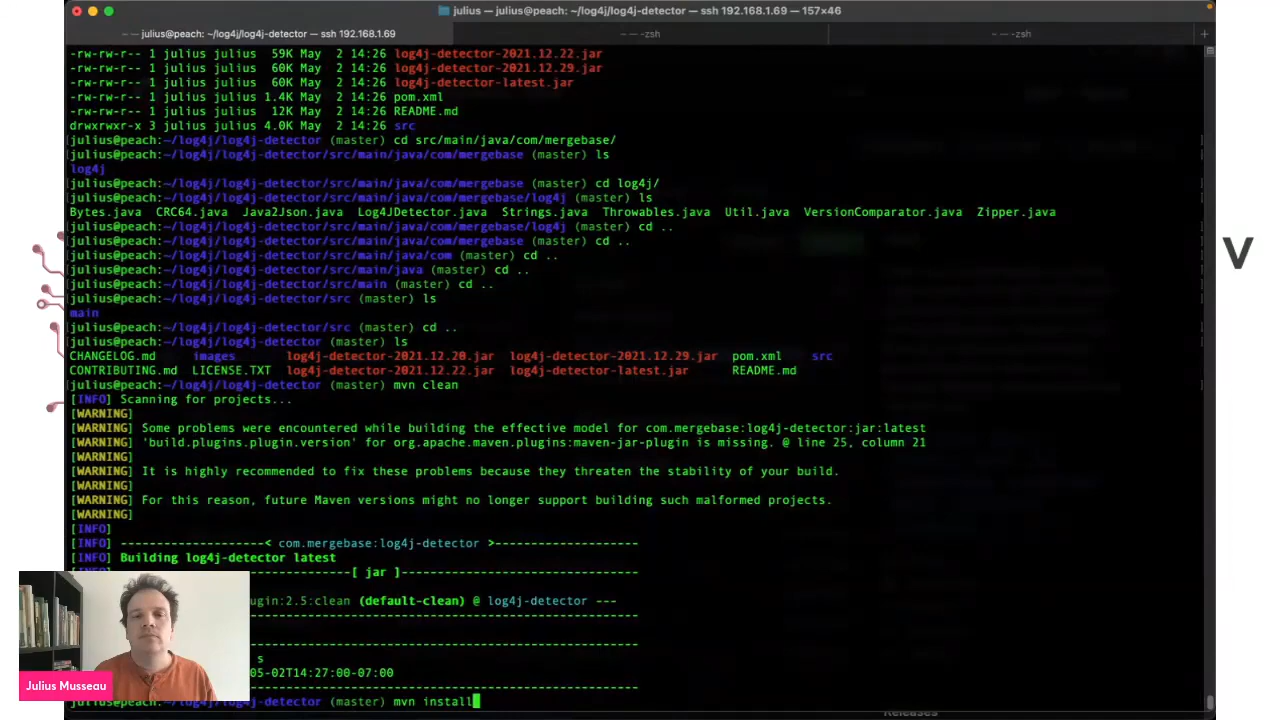 julius — julius@peach: ~/log4j/log4j-detector — ssh 192.168.1.69 — 157×46
julius@peach: ~/log4j/log4j-detector — ssh 192.168.1.69
-zsh
-zsh
-rw-rw-r-- 1 julius julius  59K May  2 14:26 log4j-detector-2021.12.22.jar
-rw-rw-r-- 1 julius julius  60K May  2 14:26 log4j-detector-2021.12.29.jar
-rw-rw-r-- 1 julius julius  60K May  2 14:26 log4j-detector-latest.jar
-rw-rw-r-- 1 julius julius 1.4K May  2 14:26 pom.xml
-rw-rw-r-- 1 julius julius  12K May  2 14:26 README.md
drwxrwxr-x 3 julius julius 4.0K May  2 14:26 src
julius@peach:~/log4j/log4j-detector (master) cd src/main/java/com/mergebase/
julius@peach:~/log4j/log4j-detector/src/main/java/com/mergebase (master) ls
log4j
julius@peach:~/log4j/log4j-detector/src/main/java/com/mergebase (master) cd log4j/
julius@peach:~/log4j/log4j-detector/src/main/java/com/mergebase/log4j (master) ls
Bytes.java  CRC64.java  Java2Json.java  Log4JDetector.java  Strings.java  Throwables.java  Util.java  VersionComparator.java  Zipper.java
julius@peach:~/log4j/log4j-detector/src/main/java/com/mergebase/log4j (master) cd ..
julius@peach:~/log4j/log4j-detector/src/main/java/com/mergebase (master) cd ..
julius@peach:~/log4j/log4j-detector/src/main/java/com (master) cd ..
julius@peach:~/log4j/log4j-detector/src/main/java (master) cd ..
julius@peach:~/log4j/log4j-detector/src/main (master) cd ..
julius@peach:~/log4j/log4j-detector/src (master) ls
main
julius@peach:~/log4j/log4j-detector/src (master) cd ..
julius@peach:~/log4j/log4j-detector (master) ls
CHANGELOG.md     images       log4j-detector-2021.12.20.jar  log4j-detector-2021.12.29.jar  pom.xml    src
CONTRIBUTING.md  LICENSE.TXT  log4j-detector-2021.12.22.jar  log4j-detector-latest.jar      README.md
julius@peach:~/log4j/log4j-detector (master) mvn clean
[INFO] Scanning for projects...
[WARNING]
[WARNING] Some problems were encountered while building the effective model for com.mergebase:log4j-detector:jar:latest
[WARNING] 'build.plugins.plugin.version' for org.apache.maven.plugins:maven-jar-plugin is missing. @ line 25, column 21
[WARNING]
[WARNING] It is highly recommended to fix these problems because they threaten the stability of your build.
[WARNING]
[WARNING] For this reason, future Maven versions might no longer support building such malformed projects.
[WARNING]
[INFO]
[INFO] --------------------< com.mergebase:log4j-detector >--------------------
[INFO] Building log4j-detector latest
--------------[ jar ]---------------------------------
ugin:2.5:clean (default-clean) @ log4j-detector ---
s
05-02T14:27:00-07:00
julius@peach:~/log4j/log4j-detector (master) mvn install
Julius Musseau
V
Releases